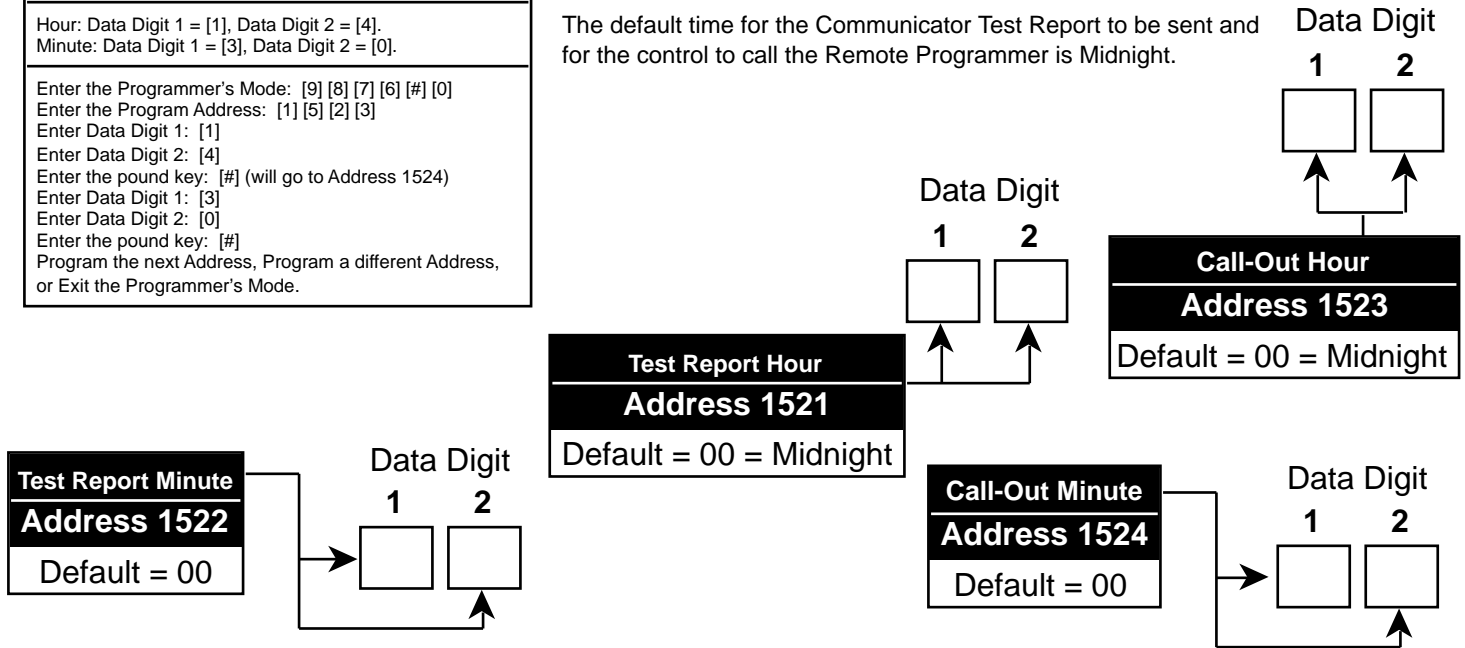 Hour: Data Digit 1 = [1], Data Digit 2 = [4].
Minute: Data Digit 1 = [3], Data Digit 2 = [0].
Enter the Programmer's Mode: [9] [8] [7] [6] [#] [0]
Enter the Program Address: [1] [5] [2] [3]
Enter Data Digit 1: [1]
Enter Data Digit 2: [4]
Enter the pound key: [#] (will go to Address 1524)
Enter Data Digit 1: [3]
Enter Data Digit 2: [0]
Enter the pound key: [#]
Program the next Address, Program a different Address,
or Exit the Programmer's Mode.
The default time for the Communicator Test Report to be sent and
for the control to call the Remote Programmer is Midnight.
Data Digit
1 2
Call-Out Hour
Address 1523
Default = 00 = Midnight
Data Digit
1 2
Test Report Hour
Address 1521
Default = 00 = Midnight
Test Report Minute
Address 1522
Default = 00
Data Digit
1 2
Call-Out Minute
Address 1524
Default = 00
Data Digit
1 2